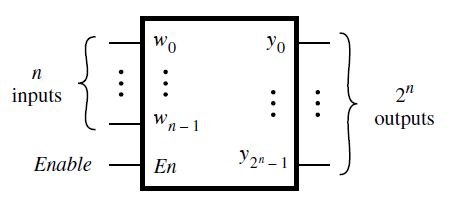 n
inputs
w0
wn – 1
Enable
En
y0
y2n – 1
2n
outputs